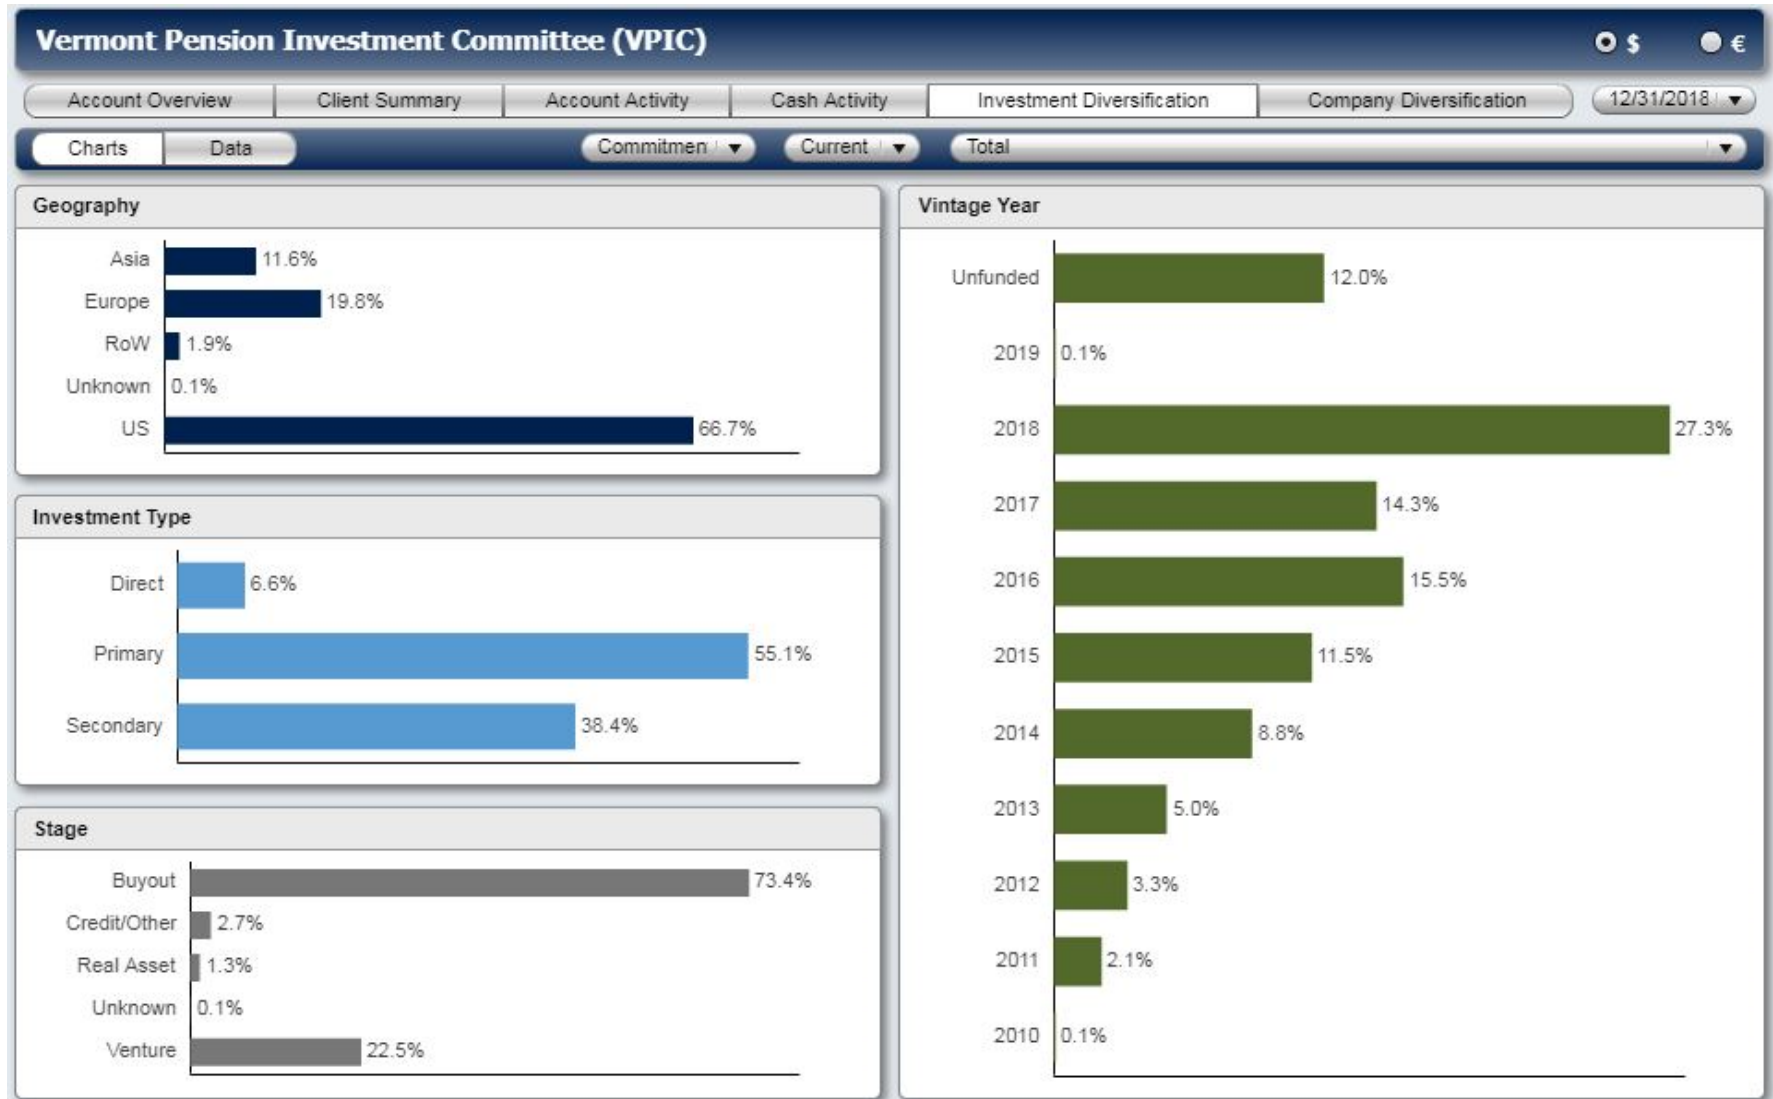 Vermont Pension Investment Committee (VPIC)
$ €
Account Overview Client Summary Account Activity Cash Activity Investment Diversification Company Diversification 12/31/2018
Charts Data Commitmen Current Total
Geography
Asia 11.6%
Europe 19.8%
RoW 1.9%
Unknown 0.1%
US 66.7%
Investment Type
Direct 6.6%
Primary 55.1%
Secondary 38.4%
Stage
Buyout 73.4%
Credit/Other 2.7%
Real Asset 1.3%
Unknown 0.1%
Venture 22.5%
Vintage Year
Unfunded 12.0%
2019 0.1%
2018 27.3%
2017 14.3%
2016 15.5%
2015 11.5%
2014 8.8%
2013 5.0%
2012 3.3%
2011 2.1%
2010 0.1%